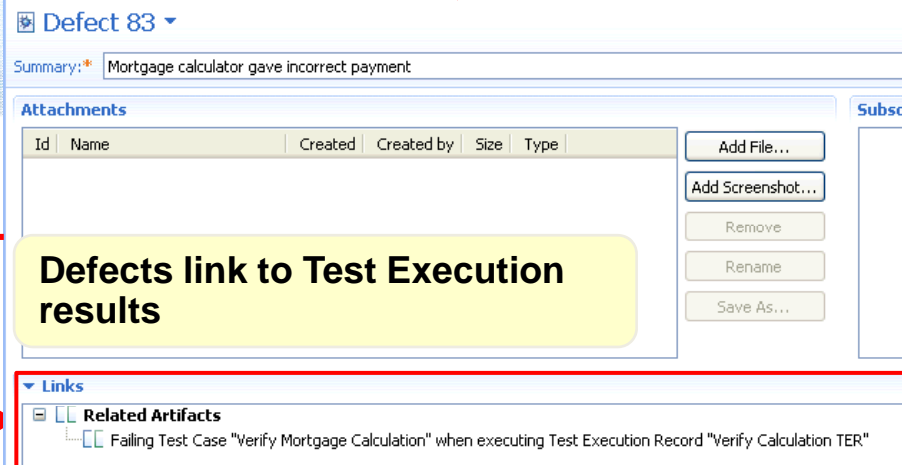 Defect 83
Summary:* Mortgage calculator gave incorrect payment
Attachments
Subsc
Id Name Created Created by Size Type
Add File...
Add Screenshot...
Remove
Rename
Save As...
Defects link to Test Execution
results
Links
Related Artifacts
Failing Test Case "Verify Mortgage Calculation" when executing Test Execution Record "Verify Calculation TER"